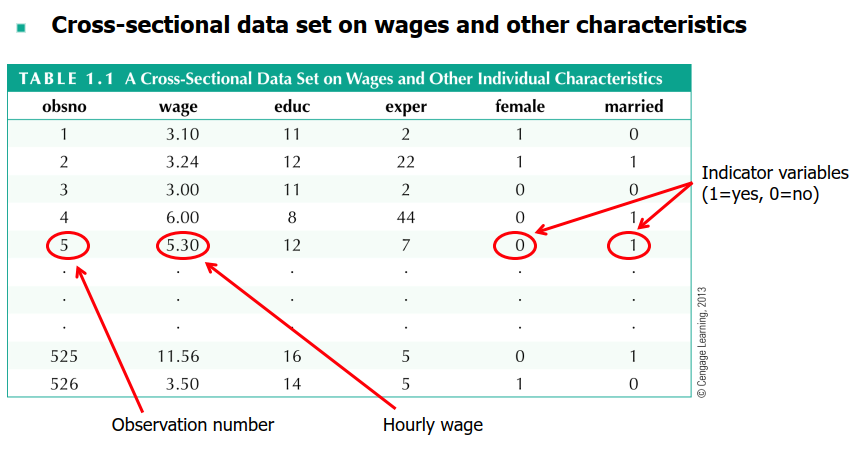 Cross-sectional data set on wages and other characteristics
TABLE 1.1 A Cross-Sectional Data Set on Wages and Other Individual Characteristics
obsno wage educ exper female married
1 3.10 11 2 1 0
2 3.24 12 22 1 1
3 3.00 11 2 0 0
4 6.00 8 44 0 1
5 5.30 12 7 0 1
. . . . . .
. . . . . .
. . . . . .
525 11.56 16 5 0 1
526 3.50 14 5 1 0
Indicator variables
(1=yes, 0=no)
© Cengage Learning, 2013
Observation number
Hourly wage